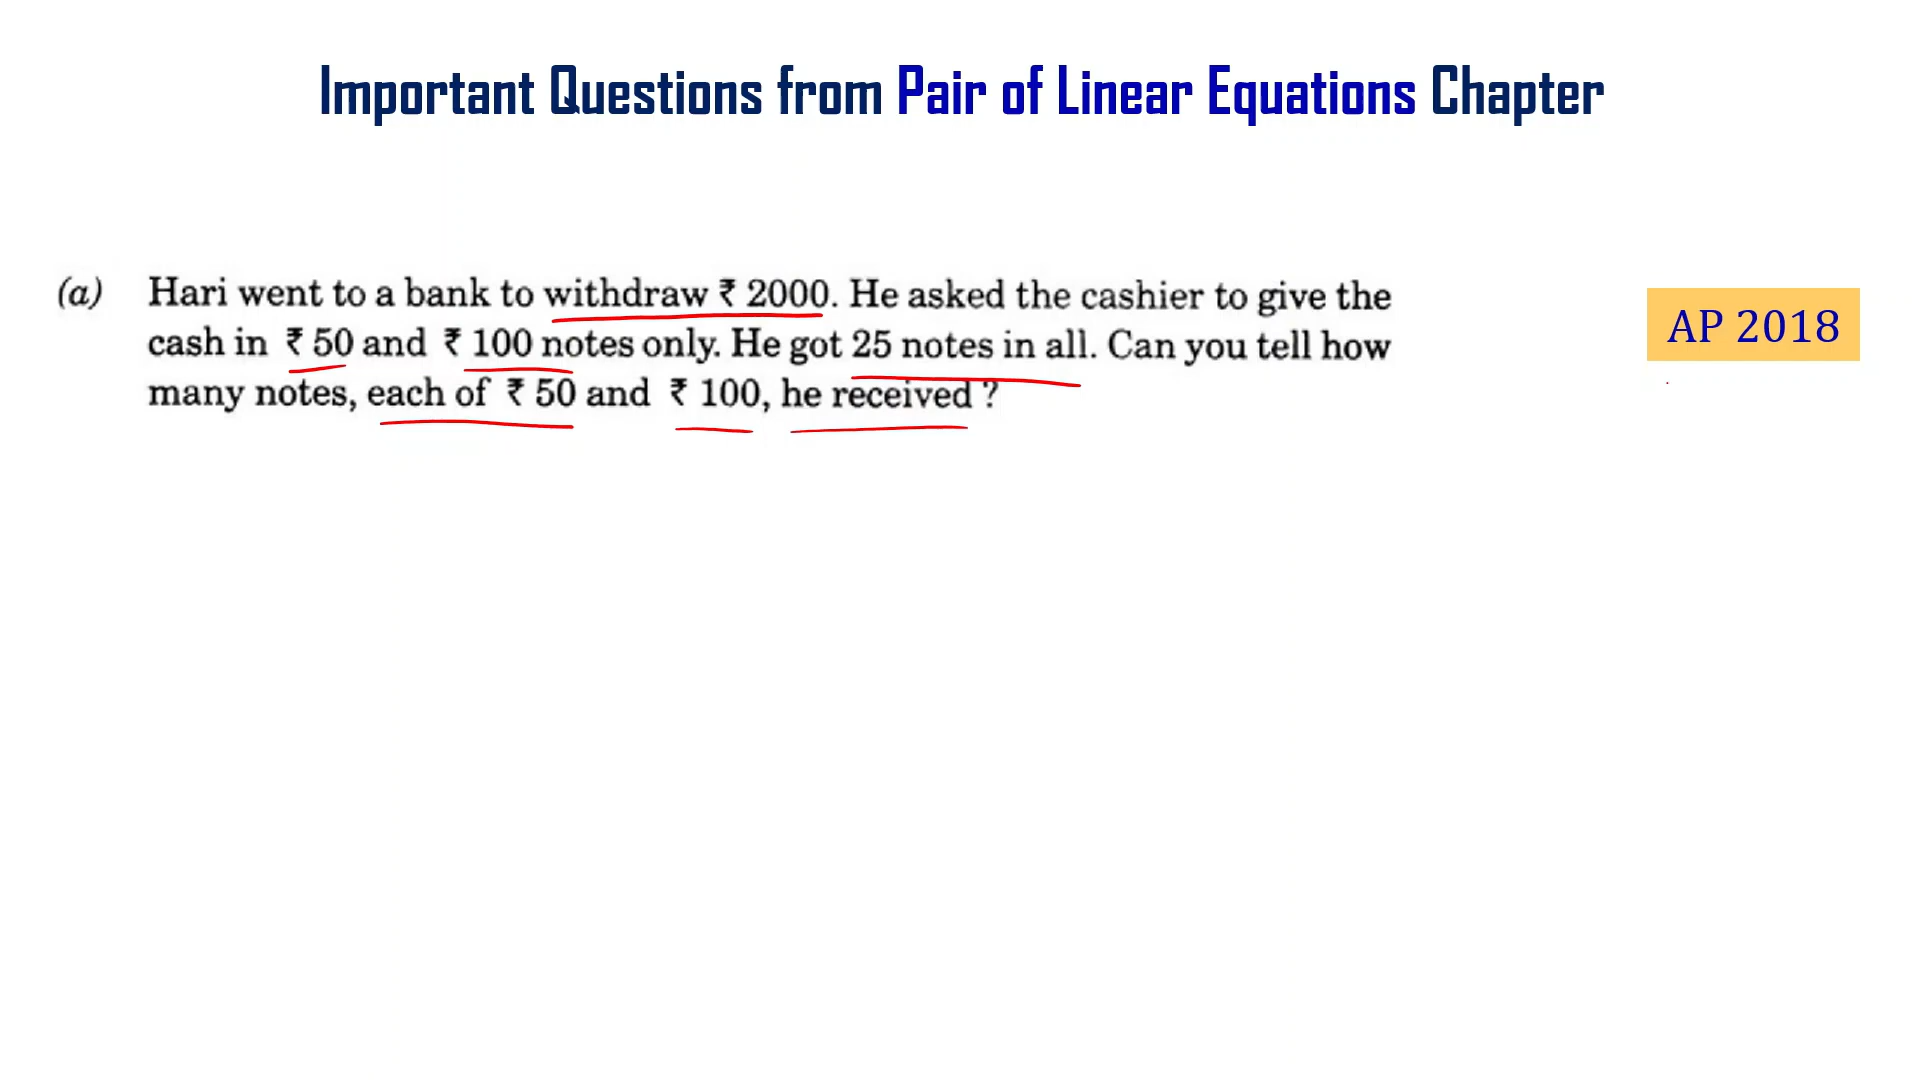 Important Questions from Pair of Linear Equations Chapter
(a) Hari went to a bank to withdraw ₹ 2000. He asked the cashier to give the
cash in ₹ 50 and ₹ 100 notes only. He got 25 notes in all. Can you tell how
many notes, each of ₹ 50 and ₹ 100, he received ?
AP 2018